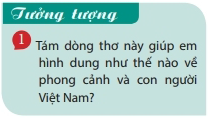 Tưởng tượng
1 Tám dòng thơ này giúp em
hình dung như thế nào về
phong cảnh và con người
Việt Nam?